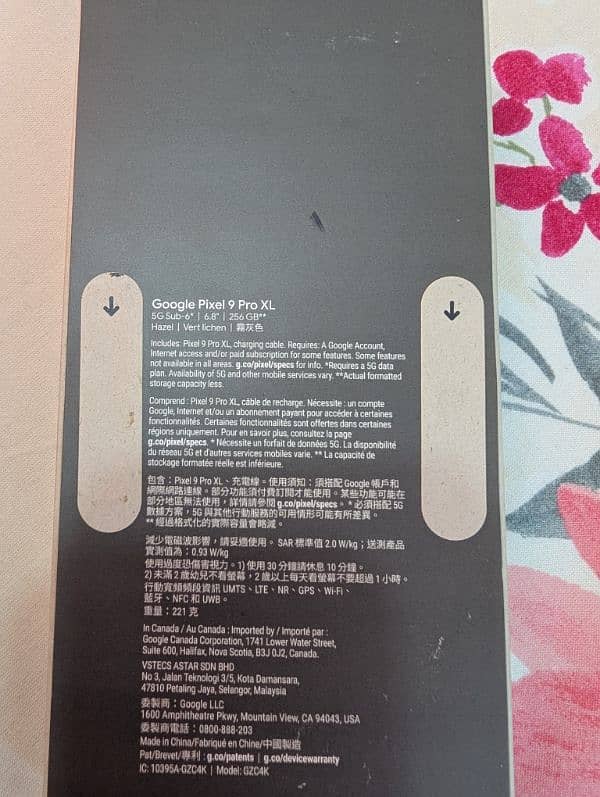 Google Pixel 9 Pro XL
5G Sub-6* | 6.8" | 256 GB**
Hazel | Vert lichen | 霧灰色
Includes: Pixel 9 Pro XL, charging cable. Requires: A Google Account,
Internet access and/or paid subscription for some features. Some features
not available in all areas. g.co/pixel/specs for info. *Requires a 5G data
plan. Availability of 5G and other mobile services vary. **Actual formatted
storage capacity less.
Comprend : Pixel 9 Pro XL, câble de recharge. Nécessite : un compte
Google, Internet et/ou un abonnement payant pour accéder à certaines
fonctionnalités. Certaines fonctionnalités sont offertes dans certaines
régions uniquement. Pour en savoir plus, consultez la page
g.co/pixel/specs. * Nécessite un forfait de données 5G. La disponibilité
du réseau 5G et d'autres services mobiles varie. ** La capacité de
stockage formatée réelle est inférieure.
包含：Pixel 9 Pro XL、充電線。使用須知：須搭配 Google 帳戶和
網際網路連線。部分功能須付費訂閱才能使用。某些功能可能在
部分地區無法使用，詳情請參閱 g.co/pixel/specs。* 必須搭配 5G
數據方案，5G 與其他行動服務的可用情形可能有所差異。
** 經過格式化的實際容量會略減。
減少電磁波影響，請妥適使用。 SAR 標準值 2.0 W/kg；送測產品
實測值為：0.93 W/kg
使用過度恐傷害視力。1) 使用 30 分鐘請休息 10 分鐘。
2) 未滿 2 歲幼兒不看螢幕，2 歲以上每天看螢幕不要超過 1 小時。
行動寬頻頻段資訊 UMTS、LTE、NR、GPS、Wi-Fi、
藍牙、NFC 和 UWB。
重量：221 克
In Canada / Au Canada : Imported by / Importé par :
Google Canada Corporation, 1741 Lower Water Street,
Suite 600, Halifax, Nova Scotia, B3J 0J2, Canada.
VSTECS ASTAR SDN BHD
No 3, Jalan Teknologi 3/5, Kota Damansara,
47810 Petaling Jaya, Selangor, Malaysia
委製商：Google LLC
1600 Amphitheatre Pkwy, Mountain View, CA 94043, USA
委製商電話：0800-888-203
Made in China/Fabriqué en Chine/中國製造
Pat/Brevet/專利：g.co/patents | g.co/devicewarranty
IC: 10395A-GZC4K | Model: GZC4K